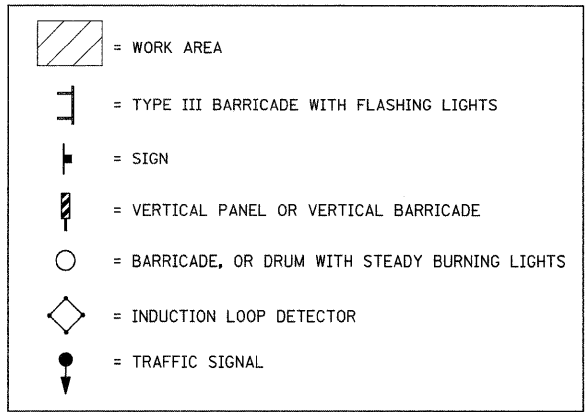 = WORK AREA
= TYPE III BARRICADE WITH FLASHING LIGHTS
= SIGN
= VERTICAL PANEL OR VERTICAL BARRICADE
= BARRICADE, OR DRUM WITH STEADY BURNING LIGHTS
= INDUCTION LOOP DETECTOR
= TRAFFIC SIGNAL